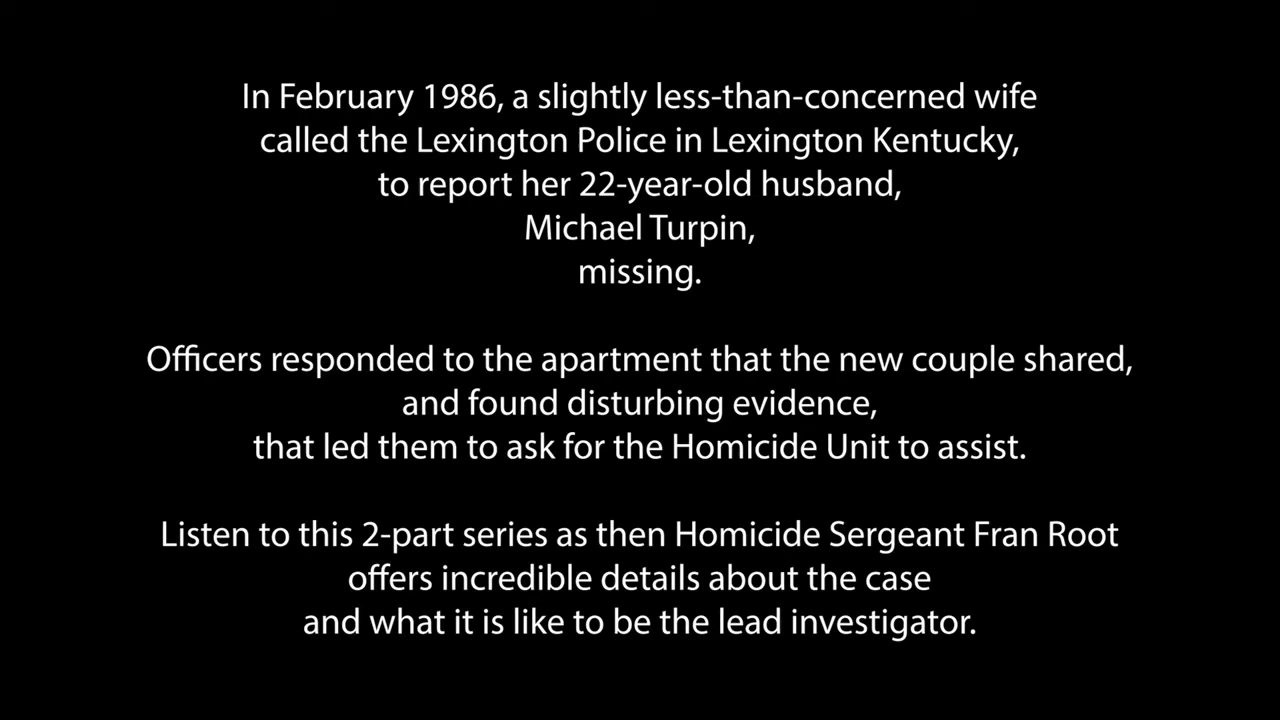 In February 1986, a slightly less-than-concerned wife
called the Lexington Police in Lexington Kentucky,
to report her 22-year-old husband,
Michael Turpin,
missing.
Officers responded to the apartment that the new couple shared,
and found disturbing evidence,
that led them to ask for the Homicide Unit to assist.
Listen to this 2-part series as then Homicide Sergeant Fran Root
offers incredible details about the case
and what it is like to be the lead investigator.